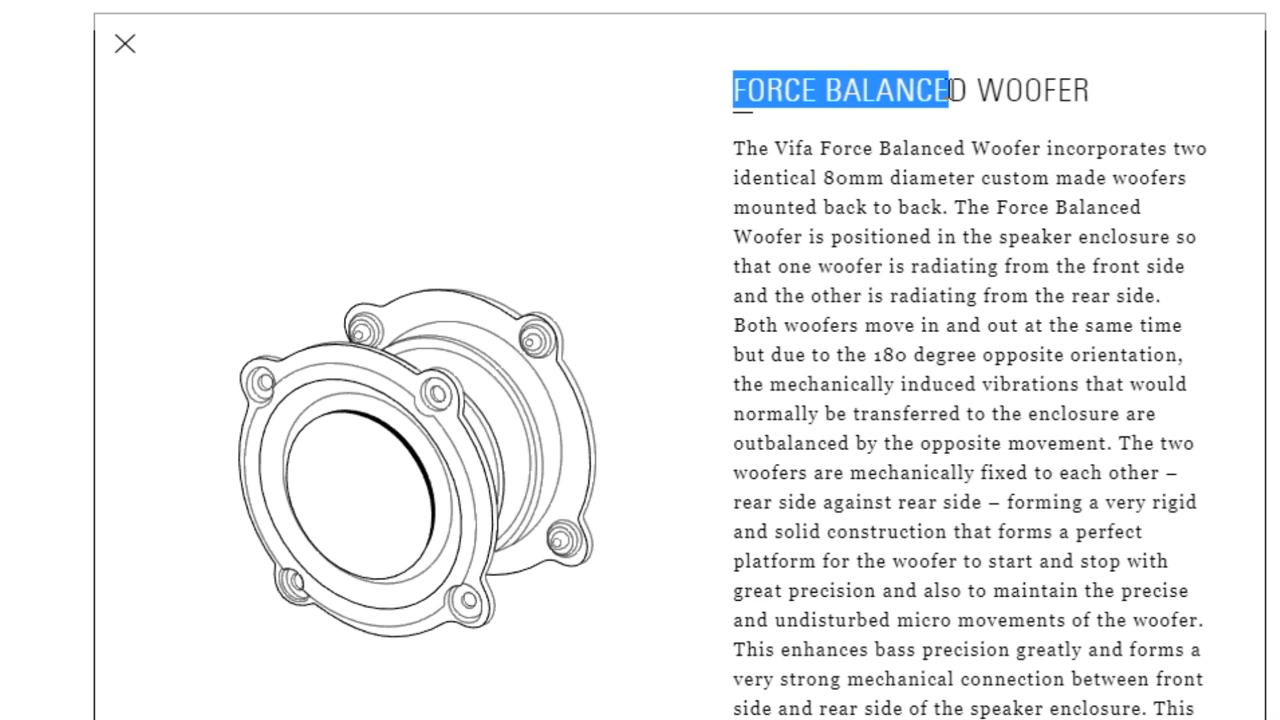 FORCE BALANCED WOOFER
The Vifa Force Balanced Woofer incorporates two
identical 80mm diameter custom made woofers
mounted back to back. The Force Balanced
Woofer is positioned in the speaker enclosure so
that one woofer is radiating from the front side
and the other is radiating from the rear side.
Both woofers move in and out at the same time
but due to the 180 degree opposite orientation,
the mechanically induced vibrations that would
normally be transferred to the enclosure are
outbalanced by the opposite movement. The two
woofers are mechanically fixed to each other –
rear side against rear side – forming a very rigid
and solid construction that forms a perfect
platform for the woofer to start and stop with
great precision and also to maintain the precise
and undisturbed micro movements of the woofer.
This enhances bass precision greatly and forms a
very strong mechanical connection between front
side and rear side of the speaker enclosure. This